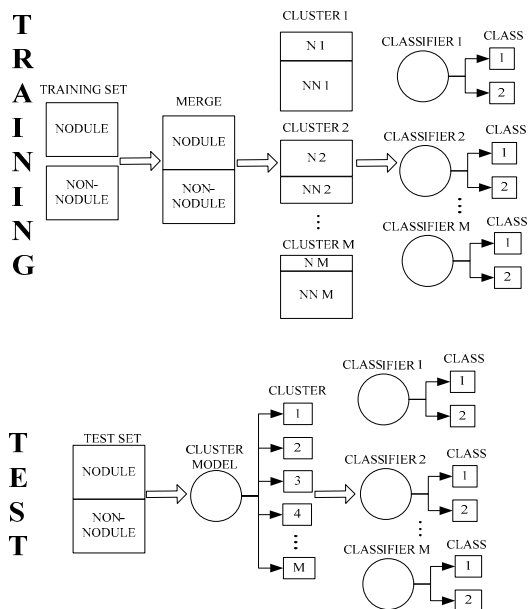 TRAINING
TRAINING SET
NODULE
NON-
NODULE
MERGE
NODULE
NON-
NODULE
CLUSTER 1
N 1
NN 1
CLUSTER 2
N 2
NN 2
...
CLUSTER M
N M
NN M
CLASSIFIER 1
CLASS
1
2
CLASSIFIER 2
CLASS
1
2
...
CLASSIFIER M
CLASS
1
2
TEST
TEST SET
NODULE
NON-
NODULE
CLUSTER
MODEL
CLUSTER
1
2
3
4
...
M
CLASSIFIER 1
CLASS
1
2
CLASSIFIER 2
CLASS
1
2
...
CLASSIFIER M
CLASS
1
2